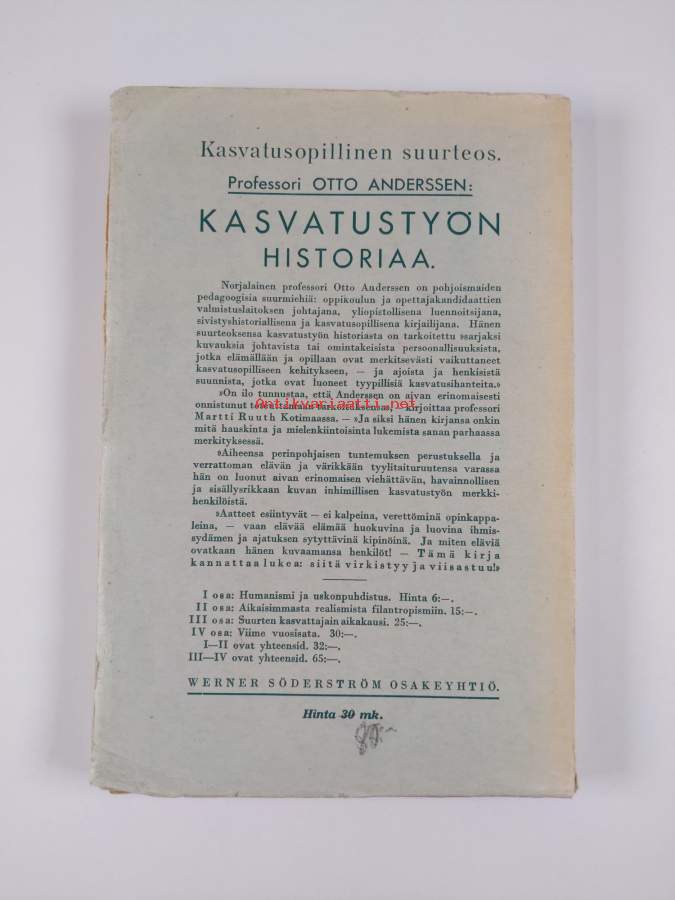 Kasvatusopillinen suurteos.
Professori OTTO ANDERSSEN:
KASVATUSTYÖN
HISTORIAA.
Norjalainen professori Otto Anderssen on pohjoismaiden
pedagoogisia suurmiehiä: oppikoulun ja opettajakandidaattien
valmistuslaitoksen johtajana, yliopistollisena luennoitsijana,
sivistyshistoriallisena ja kasvatusopillisena kirjailijana. Hänen
suurteoksensa kasvatustyön historiasta on tarkoitettu »sarjaksi
kuvauksia johtavista tai omintakeisista persoonallisuuksista,
jotka elämällään ja opillaan ovat merkitsevästi vaikuttaneet
kasvatusopilliseen kehitykseen, — ja ajoista ja henkisistä
suunnista, jotka ovat luoneet tyypillisiä kasvatusihanteita.»
»On ilo tunnustaa, että Anderssen on aivan erinomaisesti
onnistunut toteuttamaan tarkoituksensa», kirjoittaa professori
Antikvariaatti.net
Martti Ruuth Kotimaassa. — »Ja siksi hänen kirjansa onkin
mitä hauskinta ja mielenkiintoisinta lukemista sanan parhaassa
merkityksessä.
»Aiheensa perinpohjaisen tuntemuksen perustuksella ja
verrattoman elävän ja värikkään tyylitaituruutensa varassa
hän on luonut aivan erinomaisen viehättävän, havainnollisen
ja sisällysrikkaan kuvan inhimillisen kasvatustyön merkki-
henkilöistä.
»Aatteet esiintyvät — ei kalpeina, verettöminä opinkappa-
leina, — vaan elävää elämää huokuvina ja luovina ihmis-
sydämen ja ajatuksen sytyttävinä kipinöinä. Ja miten eläviä
ovatkaan hänen kuvaamansa henkilöt! — Tämä kirja
kannattaa lukea: siitä virkistyy ja viisastuu!»
I osa: Humanismi ja uskonpuhdistus. Hinta 6:—.
II osa: Aikaisimmasta realismista filantropismiin. 15:—.
III osa: Suurten kasvattajain aikakausi. 25:—.
IV osa: Viime vuosisata. 30:—.
I—II ovat yhteensid. 32:—.
III—IV ovat yhteensid. 65:—.
WERNER SÖDERSTRÖM OSAKEYHTIÖ.
Hinta 30 mk.